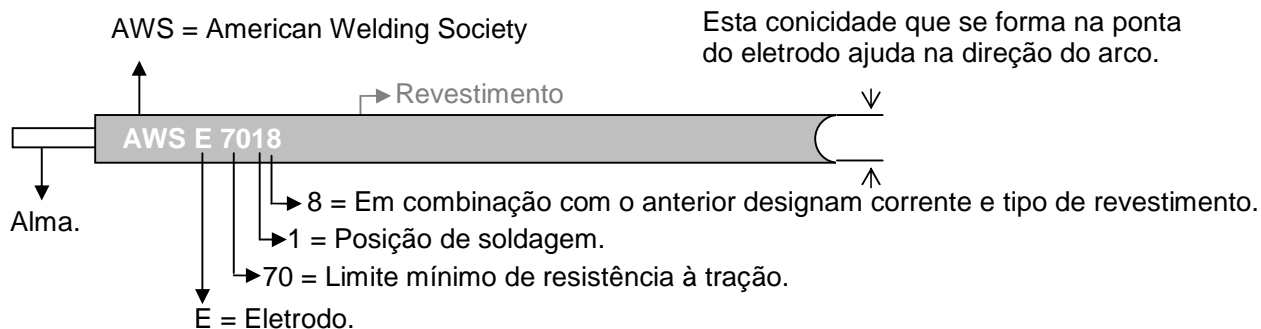 AWS = American Welding Society
Esta conicidade que se forma na ponta
do eletrodo ajuda na direção do arco.
Revestimento
AWS E 7018
Alma.
8 = Em combinação com o anterior designam corrente e tipo de revestimento.
1 = Posição de soldagem.
70 = Limite mínimo de resistência à tração.
E = Eletrodo.